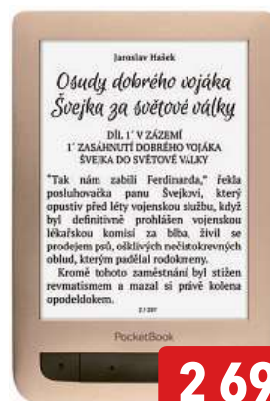 Jaroslav Hašek
Osudy dobrého vojáka
Švejka za světové války
DÍL 1´ V ZÁZEMÍ
1´ ZASÁHNUTÍ DOBRÉHO VOJÁKA
ŠVEJKA DO SVĚTOVÉ VÁLKY
"Tak nám zabili Ferdinarda," řekla
posluhovačka panu Švejkovi, který
opustiv před léty vojenskou službu, když
byl definitivně prohlášen vojenskou
lékařskou komisí za blba, živil se
prodejem psů, ošklivých nečistokrevných
oblud, kterým padělal rodokmeny.
Kromě tohoto zaměstnání byl stižen
revmatismem a mazal si právě kolena
opodeldokem.
2 / 287
PocketBook
2 69